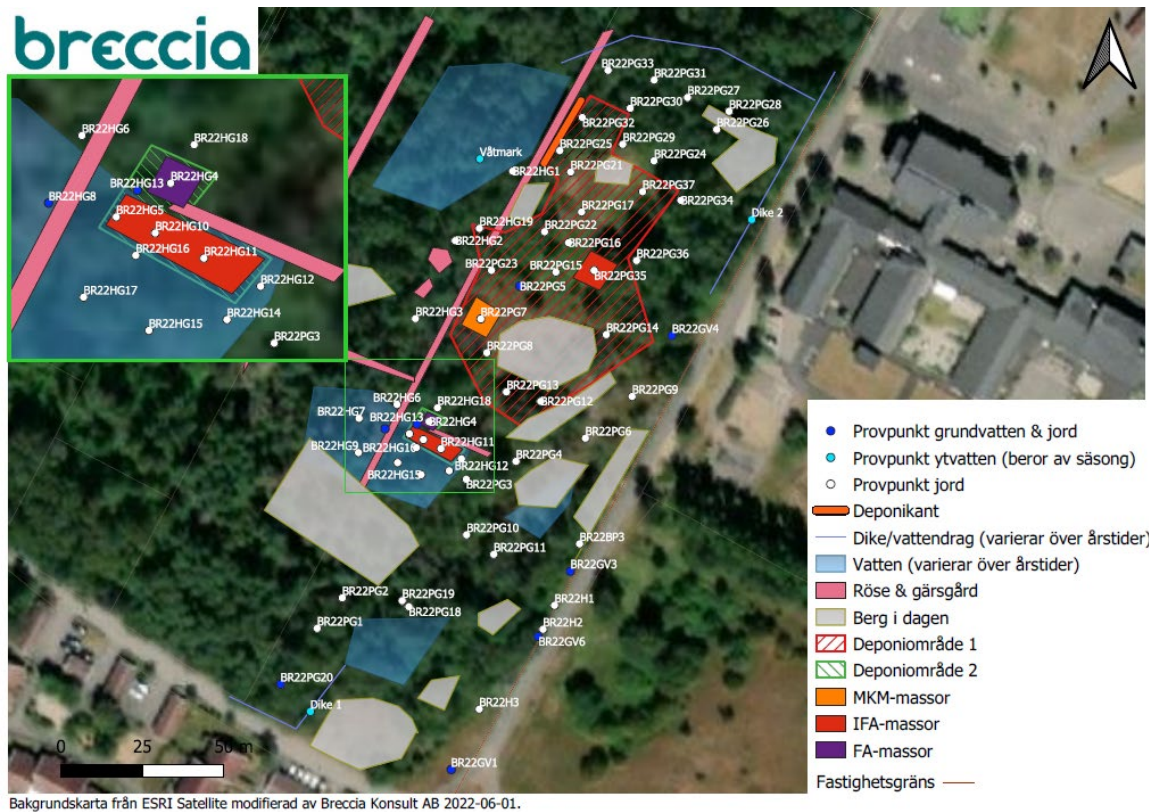 breccia
BR22HG6
BR22HG18
BR22HG4
BR22HG13
BR22HG8
BR22HG5
BR22HG10
BR22HG16
BR22HG11
BR22HG12
BR22HG17
BR22HG14
BR22HG15
BR22PG3
BR22PG33
BR22PG31
BR22PG27
BR22PG28
BR22PG30
BR22PG32
BR22PG26
BR22PG29
BR22PG25
BR22PG24
Våtmark
BR22HG1
BR22PG21
BR22PG37
BR22PG34
BR22PG17
Dike 2
BR22HG19
BR22PG22
BR22HG2
BR22PG16
BR22PG36
BR22PG23
BR22PG15
BR22PG35
BR22PG5
BR22HG3
BR22PG7
BR22PG14
BR22GV4
BR22PG8
BR22PG13
BR22PG9
BR22PG12
BR22HG6
BR22HG18
BR22HG7
BR22HG13
BR22HG4
BR22PG6
BR22HG9
BR22HG16
BR22HG11
BR22PG4
BR22HG12
BR22HG15
BR22PG3
BR22PG10
BR22BP3
BR22PG11
BR22GV3
BR22PG2
BR22PG19
BR22PG18
BR22H1
BR22PG1
BR22H2
BR22GV6
BR22PG20
Dike 1
BR22H3
BR22GV1
0 25 50 m
Provpunkt grundvatten & jord
Provpunkt ytvatten (beror av säsong)
Provpunkt jord
Deponikant
Dike/vattendrag (varierar över årstider)
Vatten (varierar över årstider)
Röse & gärsgård
Berg i dagen
Deponiområde 1
Deponiområde 2
MKM-massor
IFA-massor
FA-massor
Fastighetsgräns
Bakgrundskarta från ESRI Satellite modifierad av Breccia Konsult AB 2022-06-01.